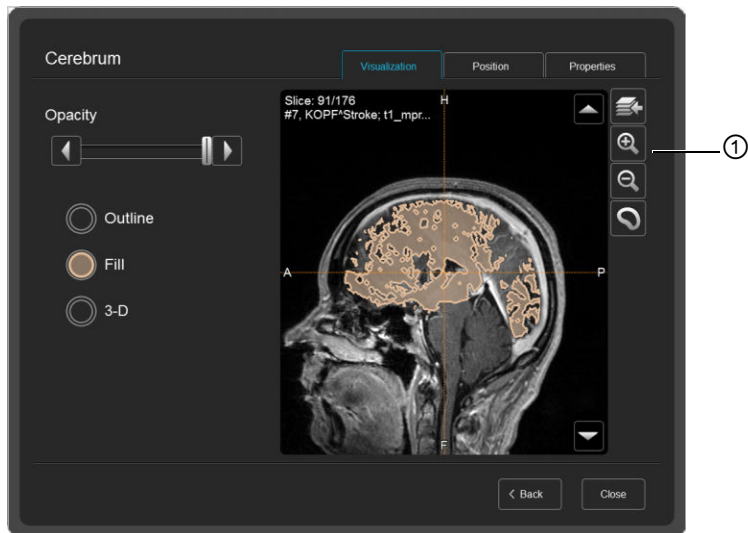 Cerebrum
Visualization
Position
Properties
Opacity
Slice: 91/176
#7, KOPF^Stroke; t1_mpr...
H
①
Outline
Fill
A
P
3-D
F
< Back
Close